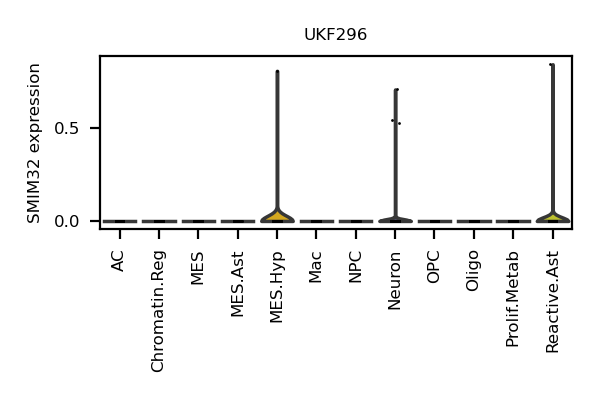 UKF296
SMIM32 expression
0.5
0.0
AC
Chromatin.Reg
MES
MES.Ast
MES.Hyp
Mac
NPC
Neuron
OPC
Oligo
Prolif.Metab
Reactive.Ast